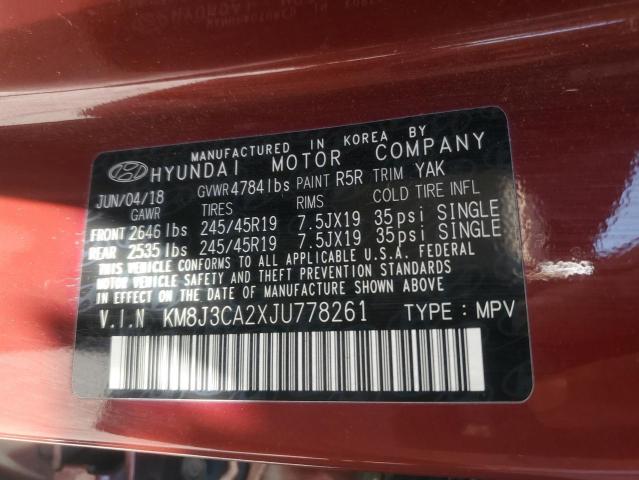 MANUFACTURED IN KOREA BY
HYUNDAI MOTOR COMPANY
JUN/04/18 GVWR 4784 lbs PAINT R5R TRIM YAK
GAWR TIRES RIMS COLD TIRE INFL
FRONT 2646 lbs 245/45R19 7.5JX19 35psi SINGLE
REAR 2535 lbs 245/45R19 7.5JX19 35psi SINGLE
THIS VEHICLE CONFORMS TO ALL APPLICABLE U.S.A. FEDERAL
MOTOR VEHICLE SAFETY, BUMPER, AND THEFT PREVENTION STANDARDS
IN EFFECT ON THE DATE OF MANUFACTURE SHOWN ABOVE.
V.I.N KM8J3CA2XJU778261 TYPE : MPV